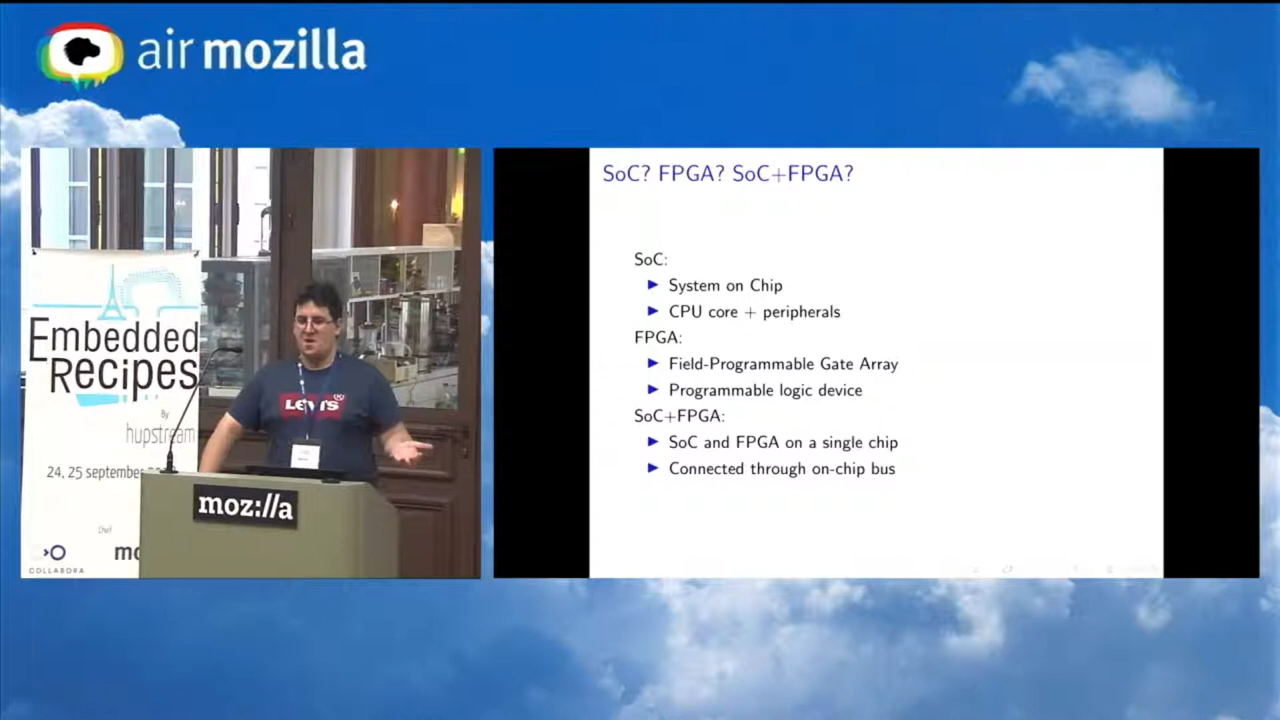 air mozilla
SoC? FPGA? SoC+FPGA?
SoC:
▶ System on Chip
▶ CPU core + peripherals
FPGA:
▶ Field-Programmable Gate Array
▶ Programmable logic device
SoC+FPGA:
▶ SoC and FPGA on a single chip
▶ Connected through on-chip bus
Embedded
Recipes
By
hupstream
24, 25 september
Chef
COLLABORA
LEVI'S
moz://a